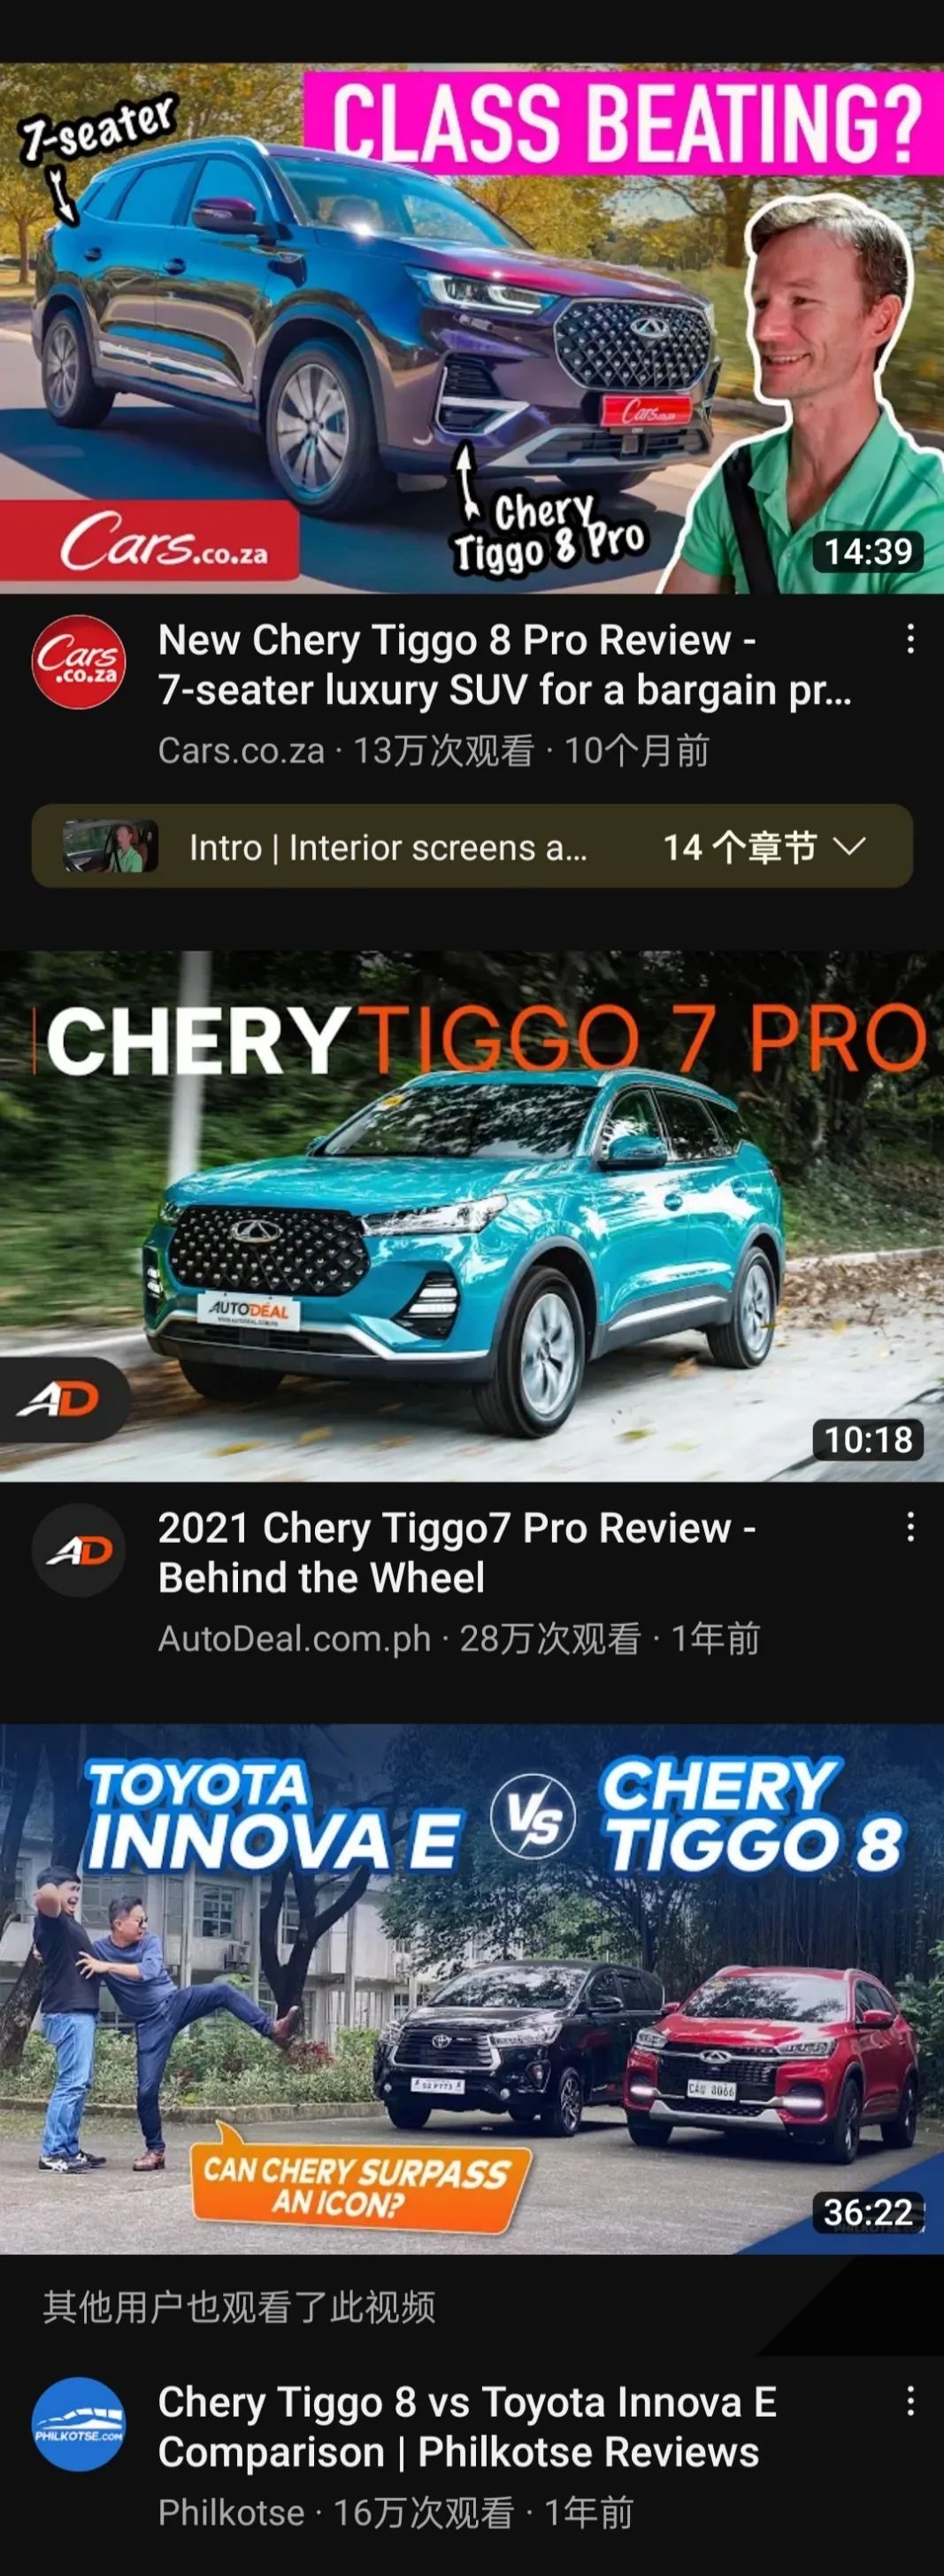 7-seater
CLASS BEATING?
Cars.co.za
Chery
Tiggo 8 Pro
Cars.co.za
14:39
Cars
.co.za
New Chery Tiggo 8 Pro Review -
7-seater luxury SUV for a bargain pr...
Cars.co.za · 13万次观看 · 10个月前
Intro | Interior screens a... 14 个章节
CHERY TIGGO 7 PRO
AUTODEAL
AD
10:18
AD
2021 Chery Tiggo7 Pro Review -
Behind the Wheel
AutoDeal.com.ph · 28万次观看 · 1年前
TOYOTA
INNOVA E
VS
CHERY
TIGGO 8
CAN CHERY SURPASS
AN ICON?
36:22
其他用户也观看了此视频
PHILKOTSE.COM
Chery Tiggo 8 vs Toyota Innova E
Comparison | Philkotse Reviews
Philkotse · 16万次观看 · 1年前